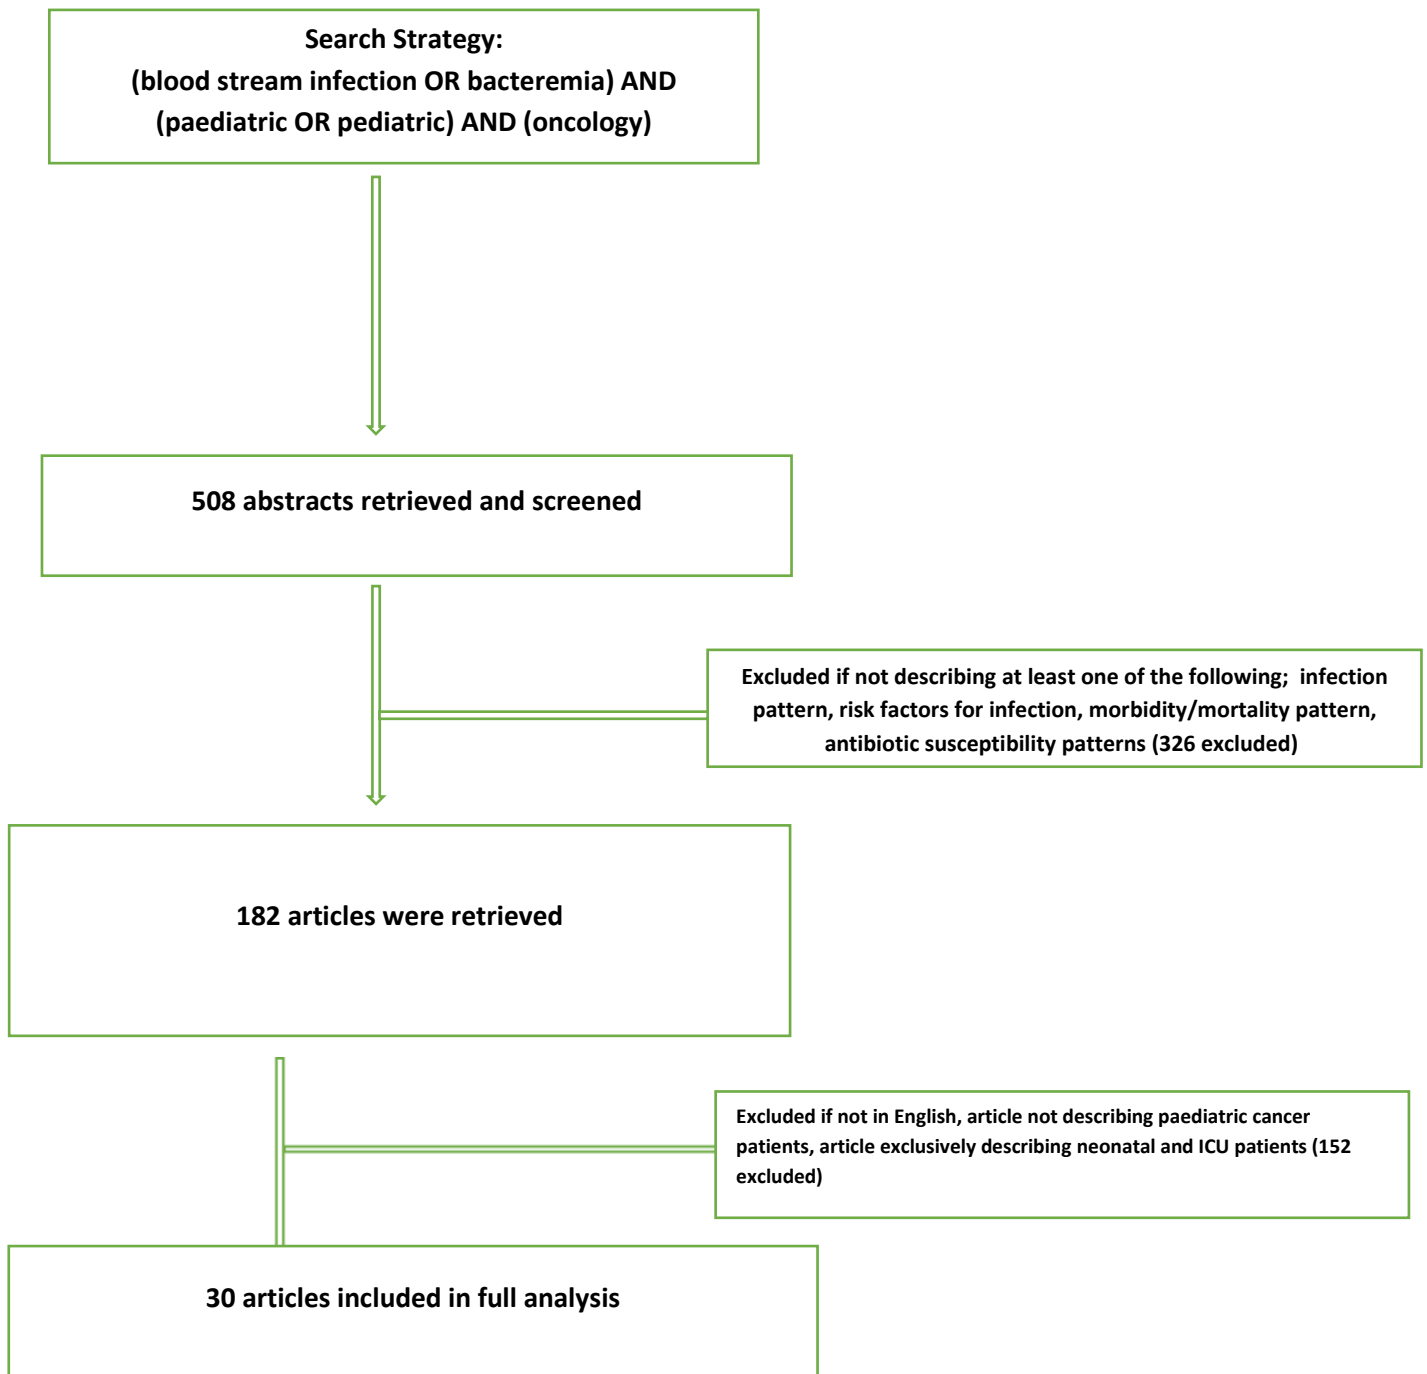 Search Strategy:
(blood stream infection OR bacteremia) AND
(paediatric OR pediatric) AND (oncology)
508 abstracts retrieved and screened
Excluded if not describing at least one of the following;  infection
pattern, risk factors for infection, morbidity/mortality pattern,
antibiotic susceptibility patterns (326 excluded)
182 articles were retrieved
Excluded if not in English, article not describing paediatric cancer
patients, article exclusively describing neonatal and ICU patients (152
excluded)
30 articles included in full analysis